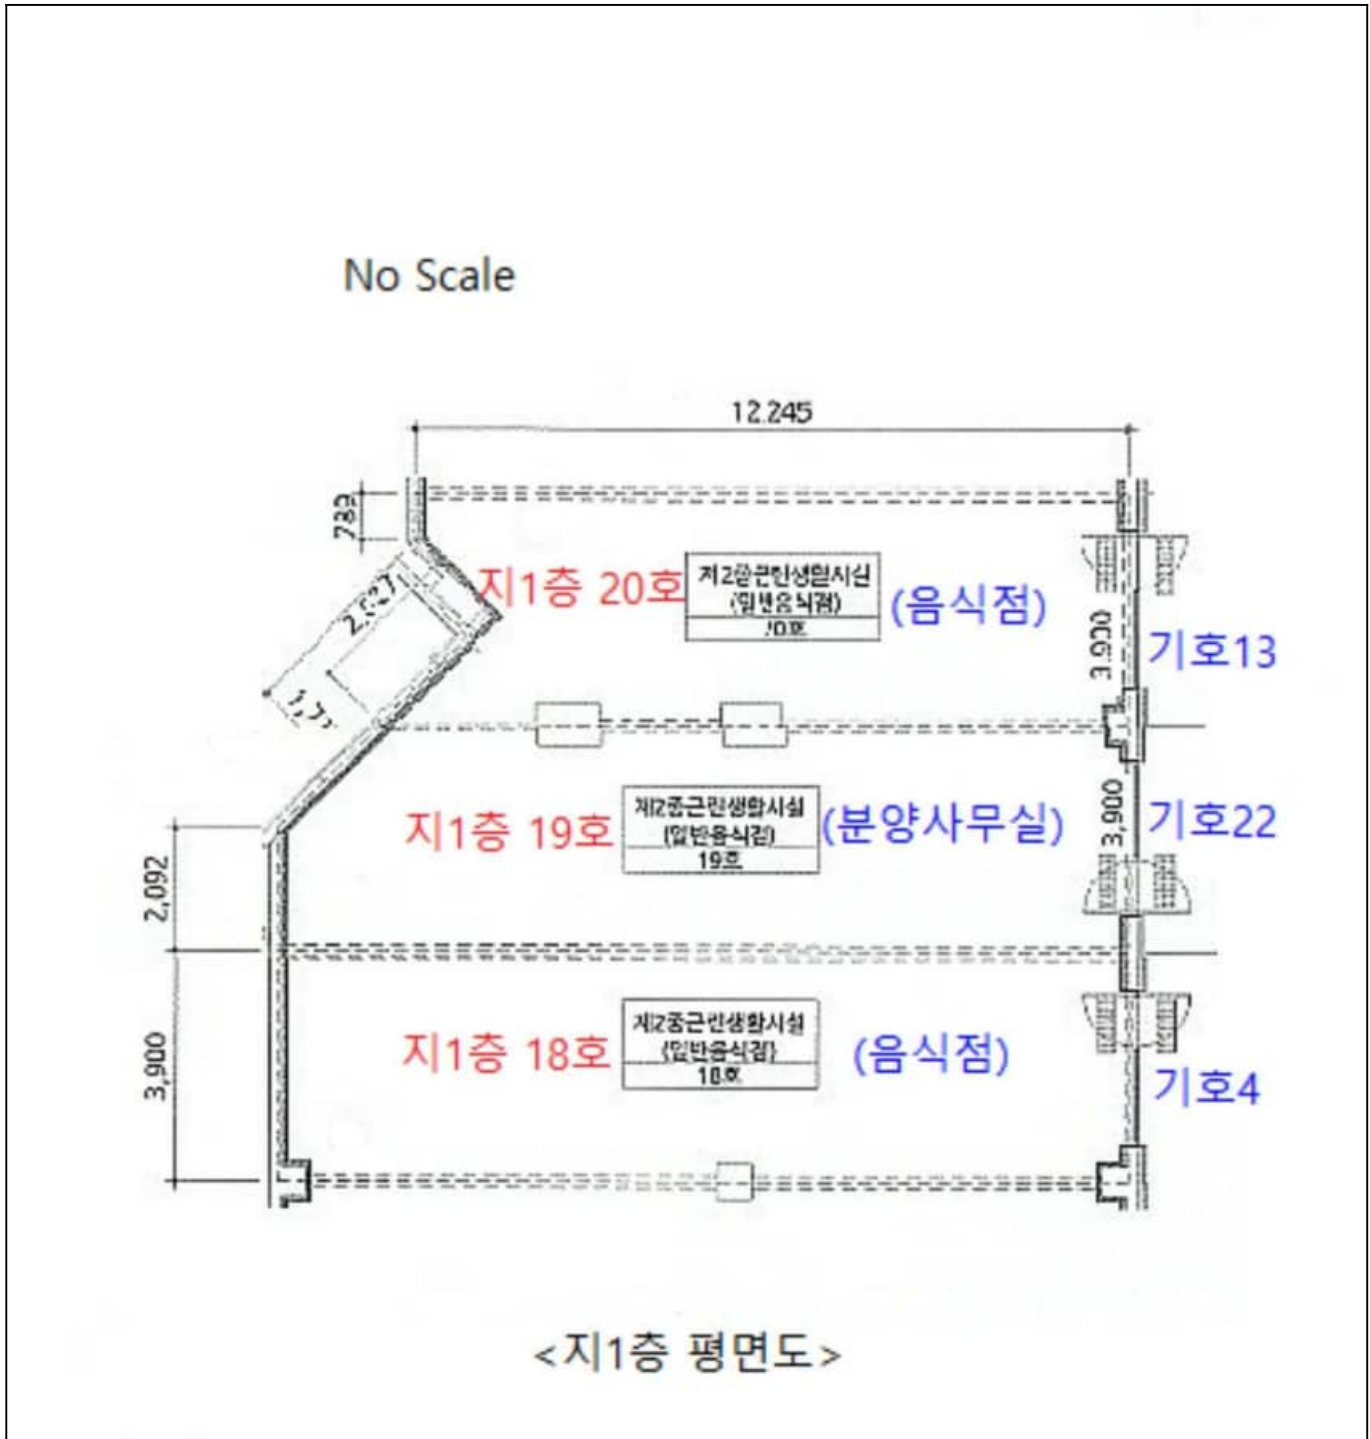 No Scale
12.245
789
지1층 20호
제2종근린생활시설
(일반음식점)
20호
(음식점)
3.900
기호13
지1층 19호
제2종근린생활시설
(일반음식점)
19호
(분양사무실)
3,900
기호22
2,092
지1층 18호
제2종근린생활시설
(일반음식점)
18호
(음식점)
3,900
기호4
<지1층 평면도>